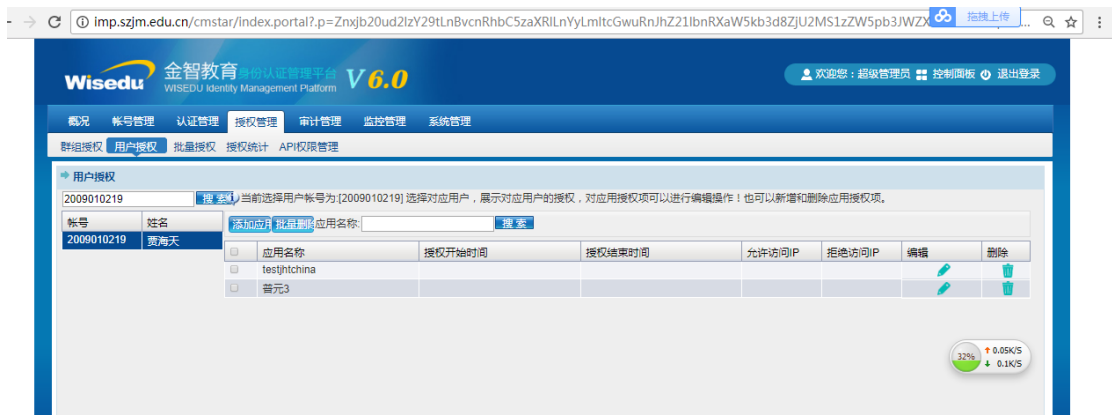 imp.szjm.edu.cn/cmstar/index.portal?.p=Znxjb20ud2lzY29tLnBvcnRhbC5zaXRlLnYyLmltcGwuRnJhZ21lbnRXaW5kb3d8ZjU2MS1zZW5pb3JWZX
拖拽上传
...
Wisedu 金智教育 身份认证管理平台 V 6.0
WISEDU Identity Management Platform
欢迎您：超级管理员 控制面板 退出登录
概况 帐号管理 认证管理 授权管理 审计管理 监控管理 系统管理
群组授权 用户授权 批量授权 授权统计 API权限管理
用户授权
2009010219 搜索 当前选择用户帐号为:[2009010219] 选择对应用户，展示对应用户的授权，对应用授权项可以进行编辑操作！也可以新增和删除应用授权项。
帐号 姓名 添加应用 批量删除 应用名称: 搜索
2009010219 贾海天
应用名称 授权开始时间 授权结束时间 允许访问IP 拒绝访问IP 编辑 删除
testjhtchina
普元3
32% 0.05K/S
0.1K/S